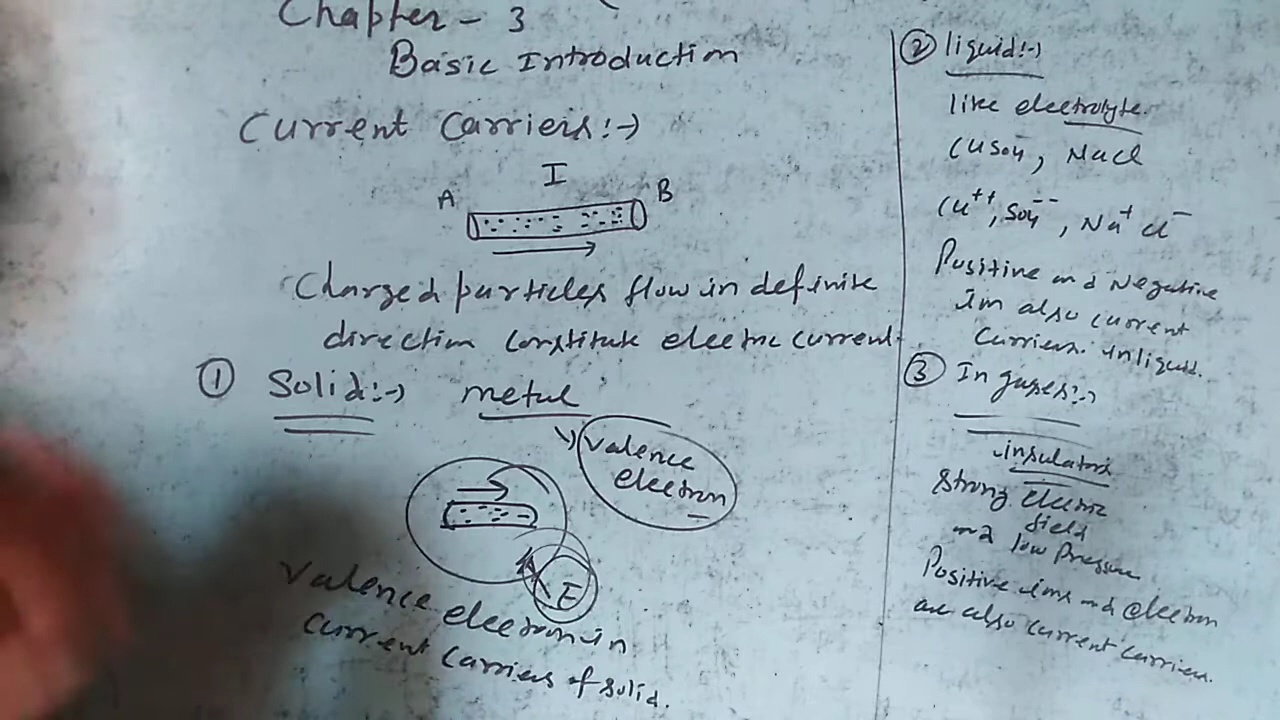 Chapter - 3
Basic Introduction
Current Carriers:→
I
A B
Charged particles flow in definite
direction constitute electric current.
① Solid:→ metal
valence
electron
E
Valence electron in
current carriers of solid.
② liquid:→
like electrolyte.
CuSO4, NaCl
Cu++, SO4--, Na+ Cl-
Positive and Negative
Ion also current
carriers in liquid.
③ In gases:→
insulators
Strong electric
field
and low pressure
Positive ions and electron
are also current carriers.